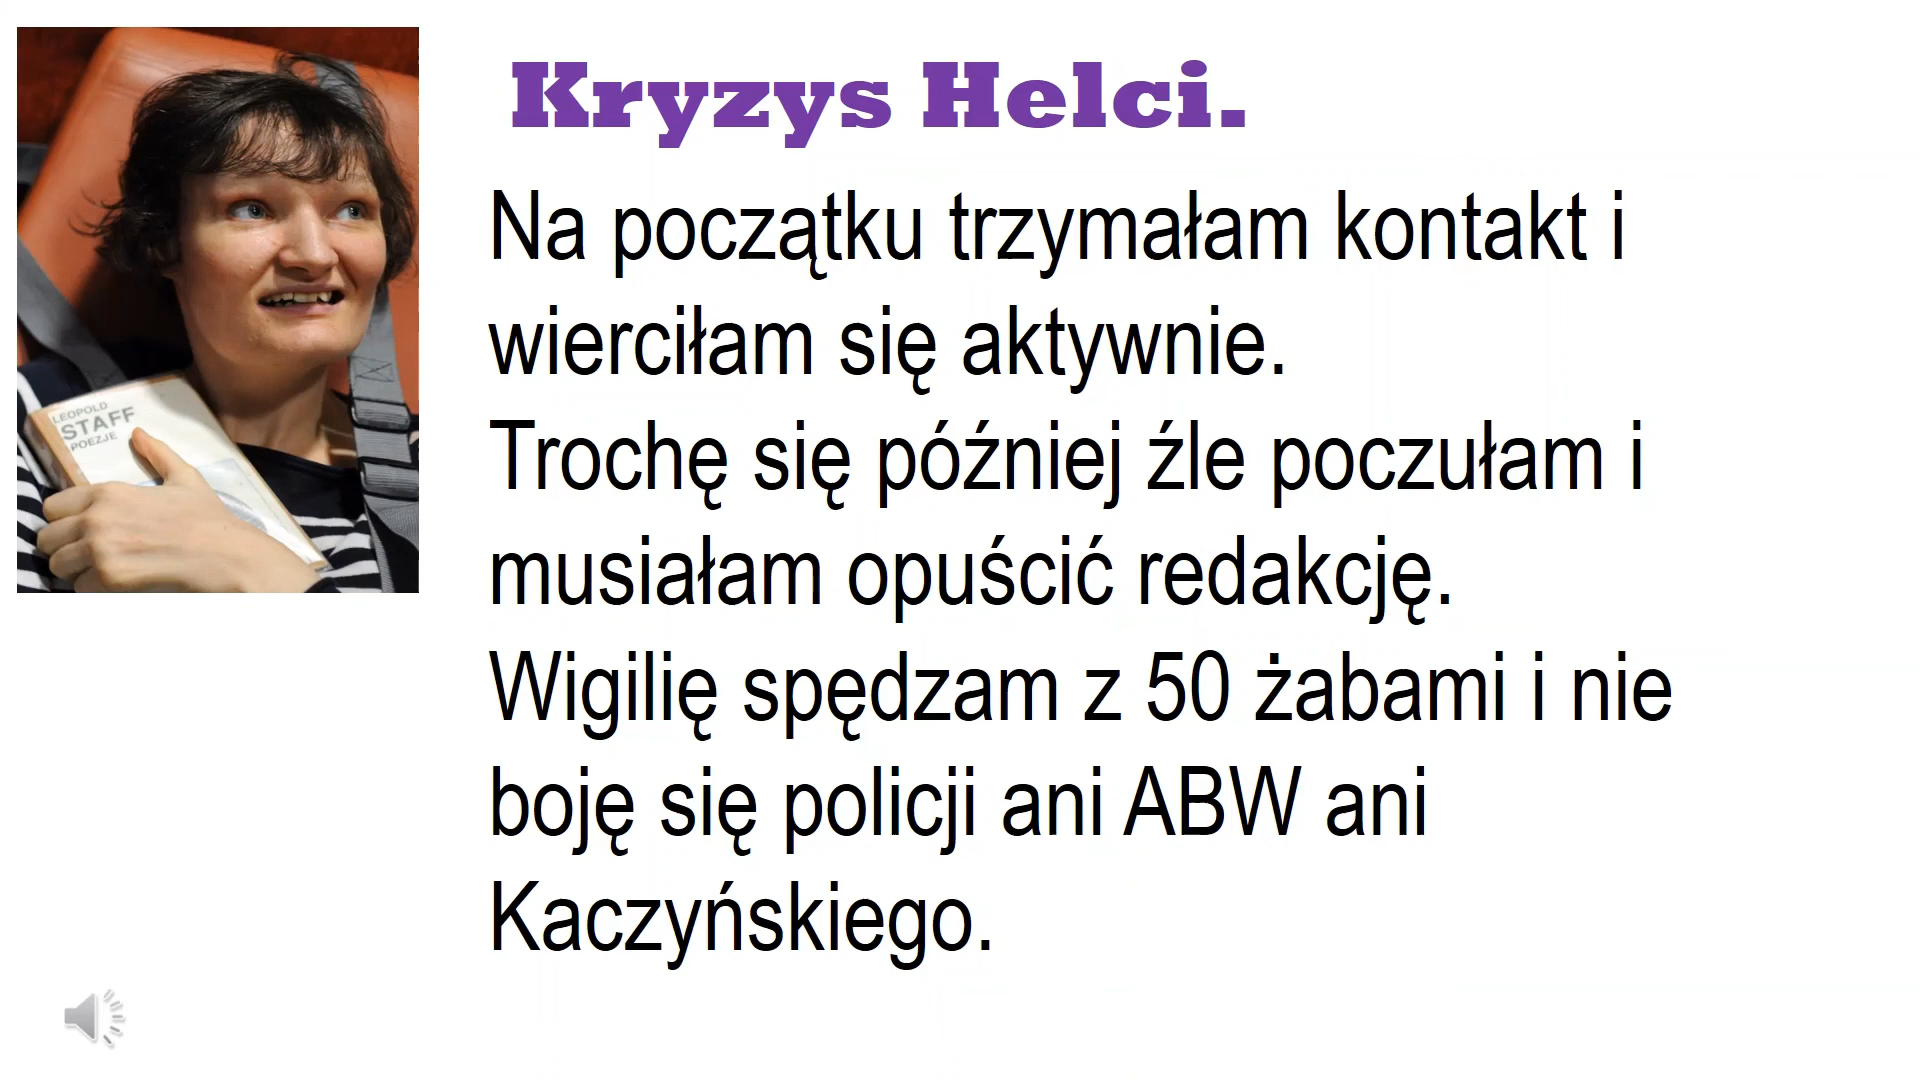 Kryzys Helci.
Na początku trzymałam kontakt i
wierciłam się aktywnie.
Trochę się później źle poczułam i
musiałam opuścić redakcję.
Wigilię spędzam z 50 żabami i nie
boję się policji ani ABW ani
Kaczyńskiego.
LEOPOLD
STAFF
POEZJE